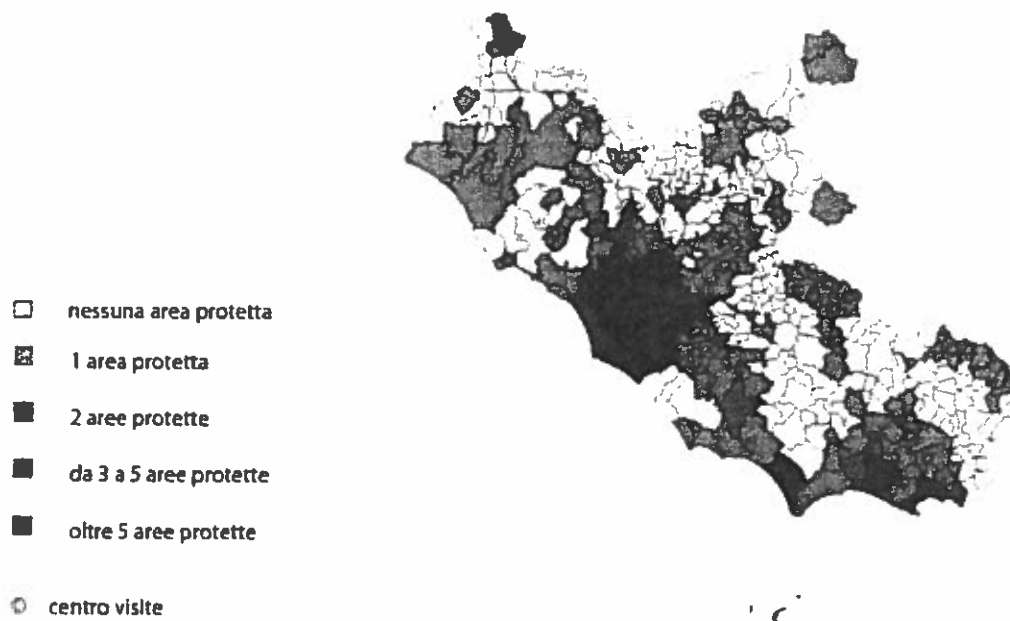 nessuna area protetta
1 area protetta
2 aree protette
da 3 a 5 aree protette
oltre 5 aree protette
centro visite